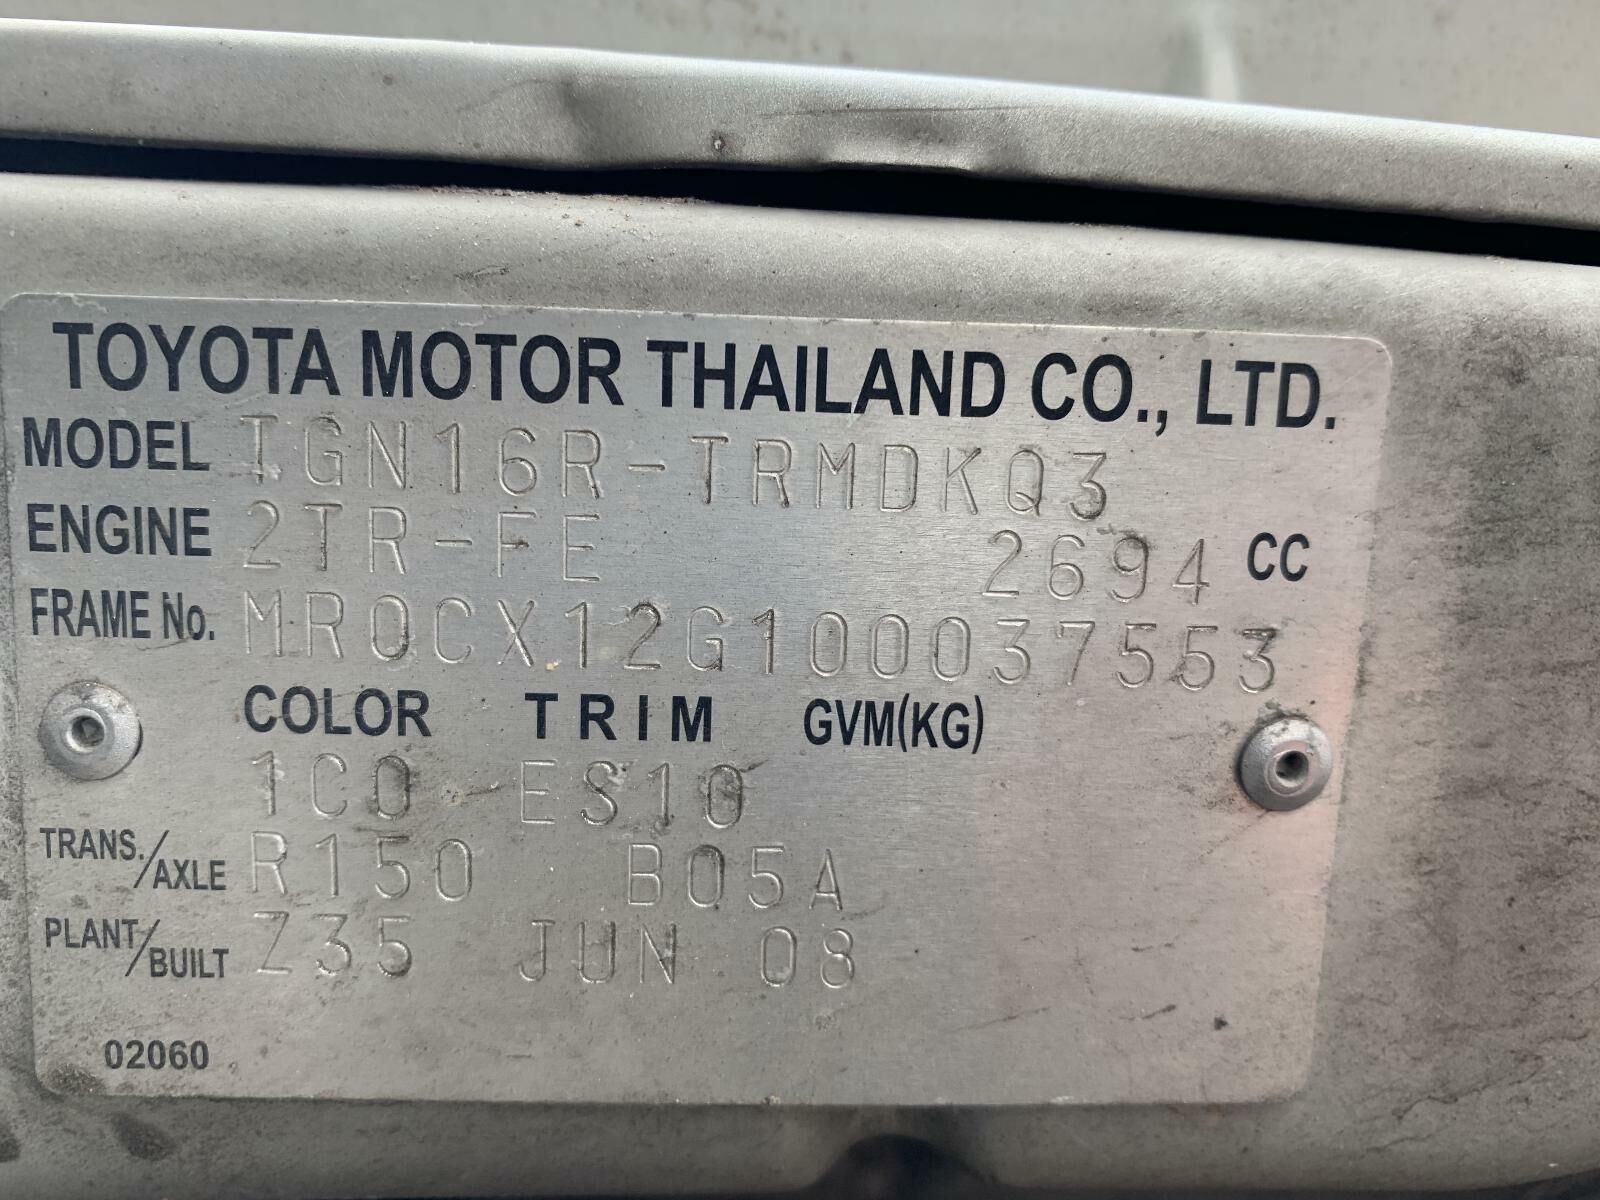 TOYOTA MOTOR THAILAND CO., LTD.
MODEL TGN16R-TRMDKQ3
ENGINE 2TR-FE 2694 CC
FRAME No. MR0CX12G100037553
COLOR TRIM GVM(KG)
1C0 ES10
TRANS./AXLE R150 B05A
PLANT/BUILT Z35 JUN 08
02060